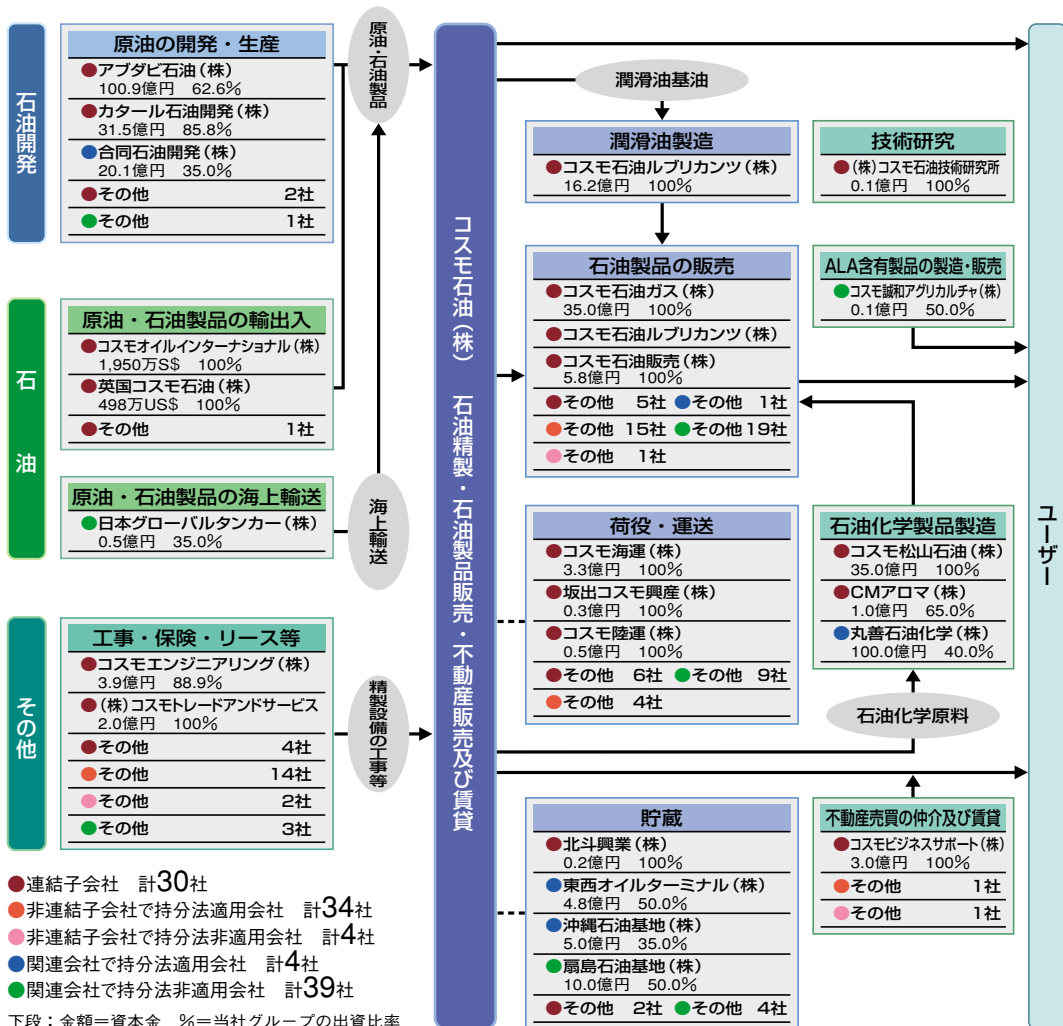 石油開発
原油の開発・生産
●アブダビ石油（株）
100.9億円 62.6%
●カタール石油開発（株）
31.5億円 85.8%
●合同石油開発（株）
20.1億円 35.0%
●その他 2社
●その他 1社
原油・石油製品
石油
原油・石油製品の輸出入
●コスモオイルインターナショナル（株）
1,950万S$ 100%
●英国コスモ石油（株）
498万US$ 100%
●その他 1社
原油・石油製品の海上輸送
●日本グローバルタンカー（株）
0.5億円 35.0%
海上輸送
その他
工事・保険・リース等
●コスモエンジニアリング（株）
3.9億円 88.9%
●（株）コスモトレードアンドサービス
2.0億円 100%
●その他 4社
●その他 14社
●その他 2社
●その他 3社
精製設備の工事等
コスモ石油（株） 石油精製・石油製品販売・不動産販売及び賃貸
潤滑油基油
潤滑油製造
●コスモ石油ルブリカンツ（株）
16.2億円 100%
技術研究
●（株）コスモ石油技術研究所
0.1億円 100%
石油製品の販売
●コスモ石油ガス（株）
35.0億円 100%
●コスモ石油ルブリカンツ（株）
●コスモ石油販売（株）
5.8億円 100%
●その他 5社 ●その他 1社
●その他 15社 ●その他 19社
●その他 1社
ALA含有製品の製造・販売
●コスモ誠和アグリカルチャ（株）
0.1億円 50.0%
荷役・運送
●コスモ海運（株）
3.3億円 100%
●坂出コスモ興産（株）
0.3億円 100%
●コスモ陸運（株）
0.5億円 100%
●その他 6社 ●その他 9社
●その他 4社
石油化学製品製造
●コスモ松山石油（株）
35.0億円 100%
●CMアロマ（株）
1.0億円 65.0%
●丸善石油化学（株）
100.0億円 40.0%
石油化学原料
貯蔵
●北斗興業（株）
0.2億円 100%
●東西オイルターミナル（株）
4.8億円 50.0%
●沖縄石油基地（株）
5.0億円 35.0%
●扇島石油基地（株）
10.0億円 50.0%
●その他 2社 ●その他 4社
不動産売買の仲介及び賃貸
●コスモビジネスサポート（株）
3.0億円 100%
●その他 1社
●その他 1社
ユーザー
●連結子会社 計30社
●非連結子会社で持分法適用会社 計34社
●非連結子会社で持分法非適用会社 計4社
●関連会社で持分法適用会社 計4社
●関連会社で持分法非適用会社 計39社
下段：金額＝資本金 %＝当社グループの出資比率